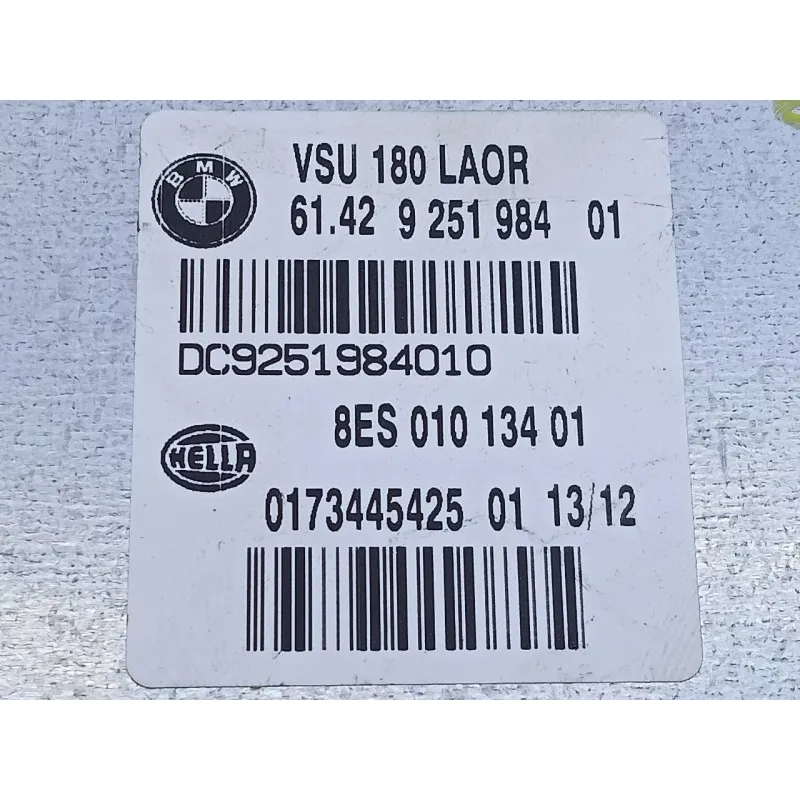 BMW
VSU 180 LAOR
61.42 9 251 984 01
DC9251984010
8ES 010 134 01
HELLA
0173445425 01 13/12